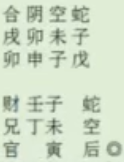 合阴空蛇
戌卯未子
卯申子戊

财 壬子 蛇
兄 丁未 空
官 寅 后◎